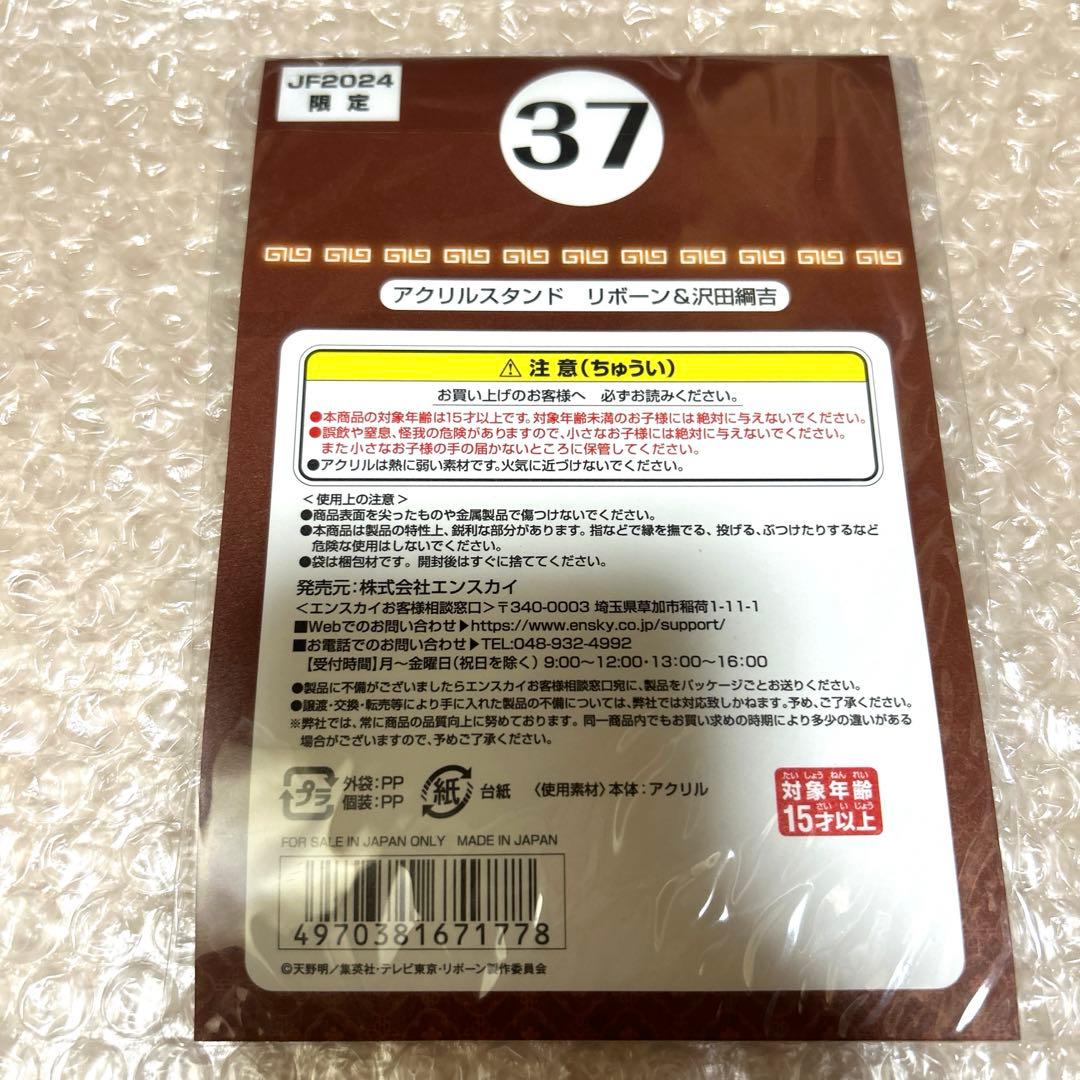 JF2024
限定
37
アクリルスタンド リボーン&沢田綱吉
⚠ 注意(ちゅうい)
お買い上げのお客様へ 必ずお読みください。
●本商品の対象年齢は15才以上です。対象年齢未満のお子様には絶対に与えないでください。
●誤飲や窒息、怪我の危険がありますので、小さなお子様には絶対に与えないでください。
また小さなお子様の手の届かないところに保管してください。
●アクリルは熱に弱い素材です。火気に近づけないでください。
<使用上の注意>
●商品表面を尖ったものや金属製品で傷つけないでください。
●本商品は製品の特性上、鋭利な部分があります。指などで縁を撫でる、投げる、ぶつけたりするなど
危険な使用はしないでください。
●袋は梱包材です。開封後はすぐに捨ててください。
発売元:株式会社エンスカイ
<エンスカイお客様相談窓口>〒340-0003 埼玉県草加市稲荷1-11-1
■Webでのお問い合わせ▶https://www.ensky.co.jp/support/
■お電話でのお問い合わせ▶TEL:048-932-4992
【受付時間】月~金曜日(祝日を除く) 9:00~12:00・13:00~16:00
●製品に不備がございましたらエンスカイお客様相談窓口宛に、製品をパッケージごとお送りください。
●譲渡・交換・転売等により手に入れた製品の不備については、弊社では対応致しかねます。予め、ご了承ください。
※弊社では、常に商品の品質向上に努めております。同一商品内でもお買い求めの時期により多少の違いがある
場合がございますので、予めご了承ください。
プラ 外袋:PP
個装:PP
紙 台紙 〈使用素材〉本体:アクリル
たいしょうねんれい
対象年齢
さいいじょう
15才以上
FOR SALE IN JAPAN ONLY MADE IN JAPAN
4970381671778
©天野明/集英社・テレビ東京・リボーン製作委員会